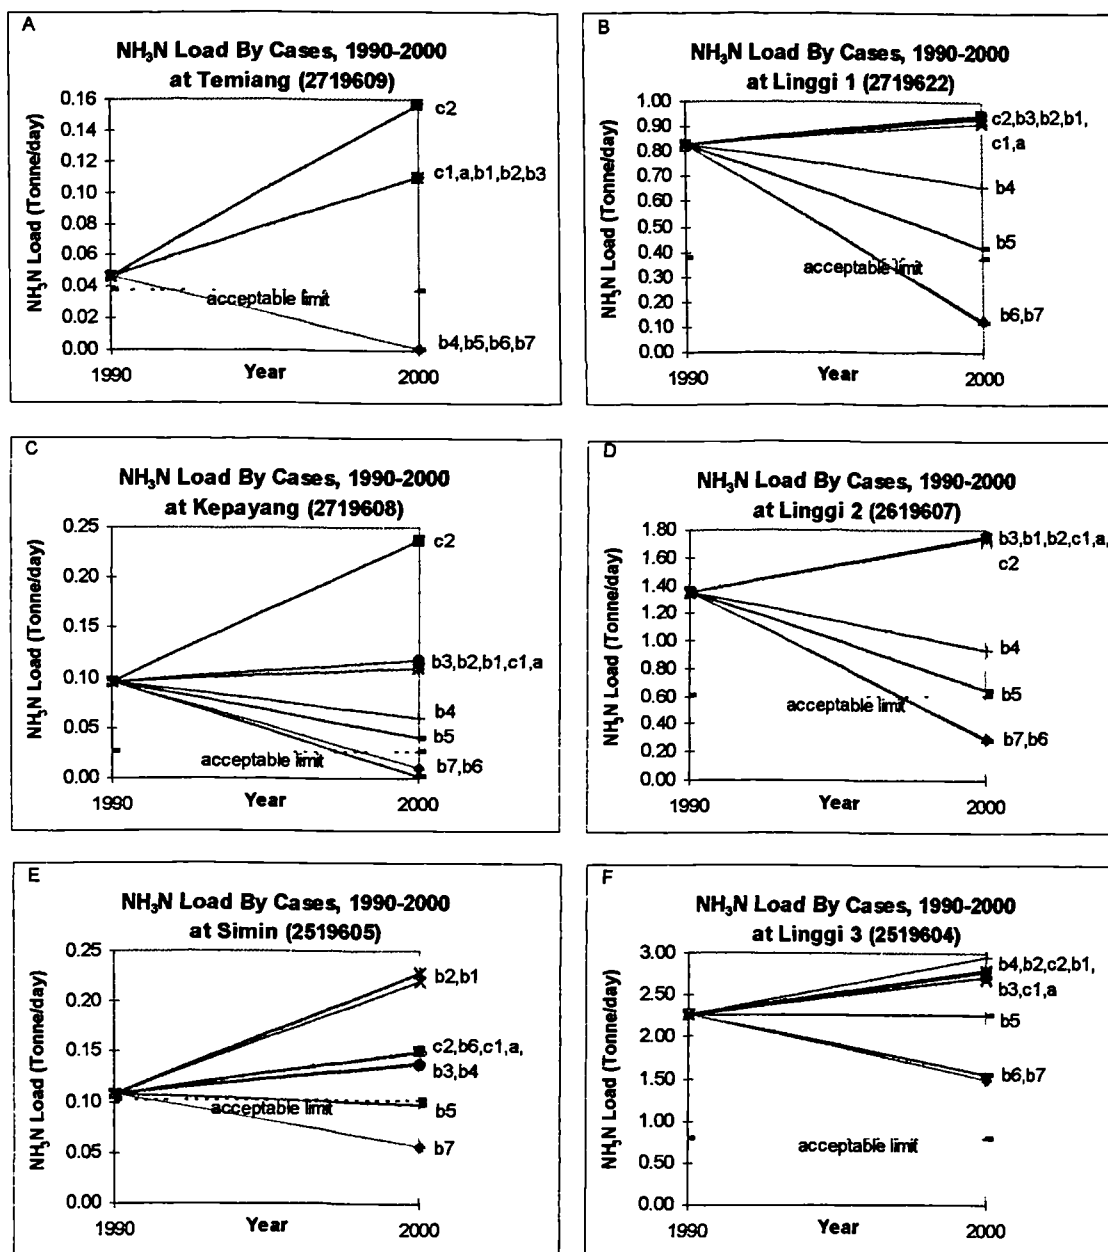 A
NH₃N Load By Cases, 1990-2000
at Temiang (2719609)
NH₃N Load (Tonne/day)
0.16
0.14
0.12
0.10
0.08
0.06
0.04
0.02
0.00
c2
c1,a,b1,b2,b3
acceptable limit
b4,b5,b6,b7
1990
Year
2000
B
NH₃N Load By Cases, 1990-2000
at Linggi 1 (2719622)
NH₃N Load (Tonne/day)
1.00
0.90
0.80
0.70
0.60
0.50
0.40
0.30
0.20
0.10
0.00
c2,b3,b2,b1,
c1,a
b4
b5
acceptable limit
b6,b7
1990
Year
2000
C
NH₃N Load By Cases, 1990-2000
at Kepayang (2719608)
NH₃N Load (Tonne/day)
0.25
0.20
0.15
0.10
0.05
0.00
c2
b3,b2,b1,c1,a
b4
b5
acceptable limit
b7,b6
1990
Year
2000
D
NH₃N Load By Cases, 1990-2000
at Linggi 2 (2619607)
NH₃N Load (Tonne/day)
1.80
1.60
1.40
1.20
1.00
0.80
0.60
0.40
0.20
0.00
b3,b1,b2,c1,a,
c2
b4
b5
acceptable limit
b7,b6
1990
Year
2000
E
NH₃N Load By Cases, 1990-2000
at Simin (2519605)
NH₃N Load (Tonne/day)
0.25
0.20
0.15
0.10
0.05
0.00
b2,b1
c2,b6,c1,a,
b3,b4
acceptable limit
b5
b7
1990
Year
2000
F
NH₃N Load By Cases, 1990-2000
at Linggi 3 (2519604)
NH₃N Load (Tonne/day)
3.00
2.50
2.00
1.50
1.00
0.50
0.00
b4,b2,c2,b1,
b3,c1,a
b5
b6,b7
acceptable limit
1990
Year
2000